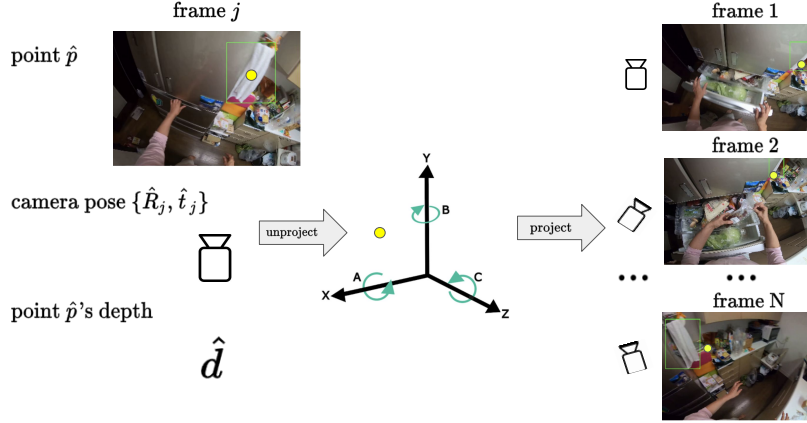 frame j
point p̂
camera pose {R̂ⱼ, t̂ⱼ}
point p̂'s depth
d̂
unproject
Y
B
A
C
X
Z
project
frame 1
frame 2
...
...
frame N